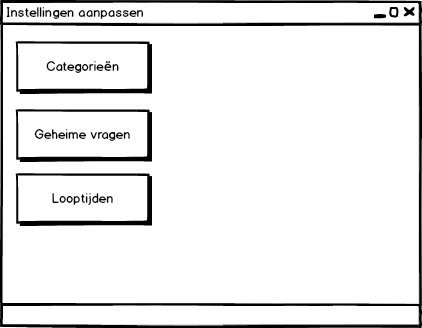 Instellingen aanpassen
Categorieën
Geheime vragen
Looptijden